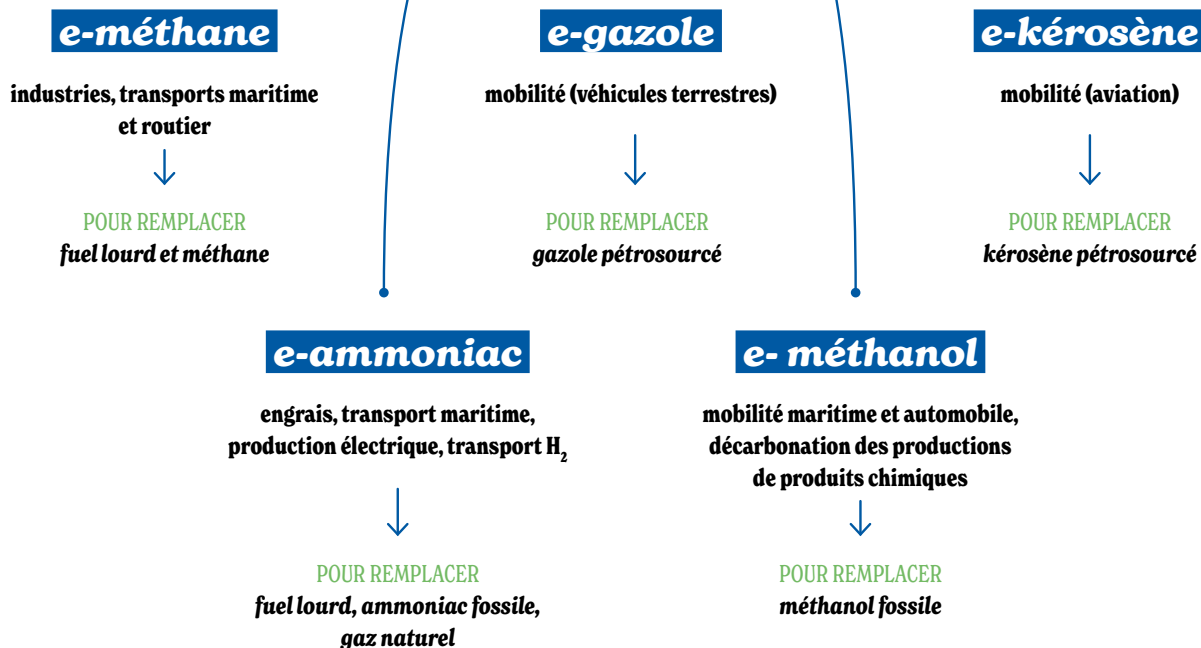 e-méthane
industries, transports maritime
et routier
POUR REMPLACER
fuel lourd et méthane
e-gazole
mobilité (véhicules terrestres)
POUR REMPLACER
gazole pétrosourcé
e-kérosène
mobilité (aviation)
POUR REMPLACER
kérosène pétrosourcé
e-ammoniac
engrais, transport maritime,
production électrique, transport H₂
POUR REMPLACER
fuel lourd, ammoniac fossile,
gaz naturel
e- méthanol
mobilité maritime et automobile,
décarbonation des productions
de produits chimiques
POUR REMPLACER
méthanol fossile